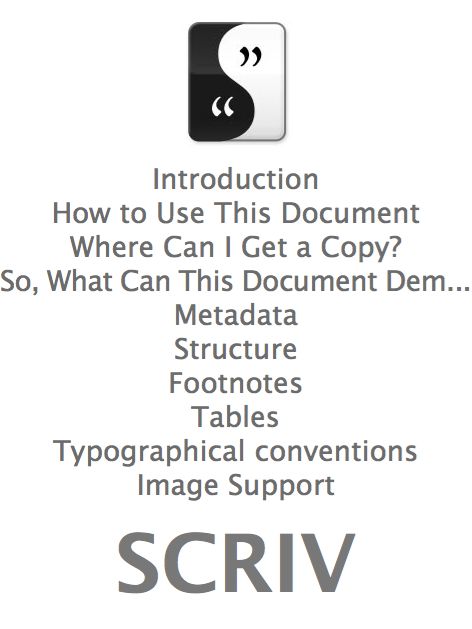 ”
“
Introduction
How to Use This Document
Where Can I Get a Copy?
So, What Can This Document Dem...
Metadata
Structure
Footnotes
Tables
Typographical conventions
Image Support
SCRIV